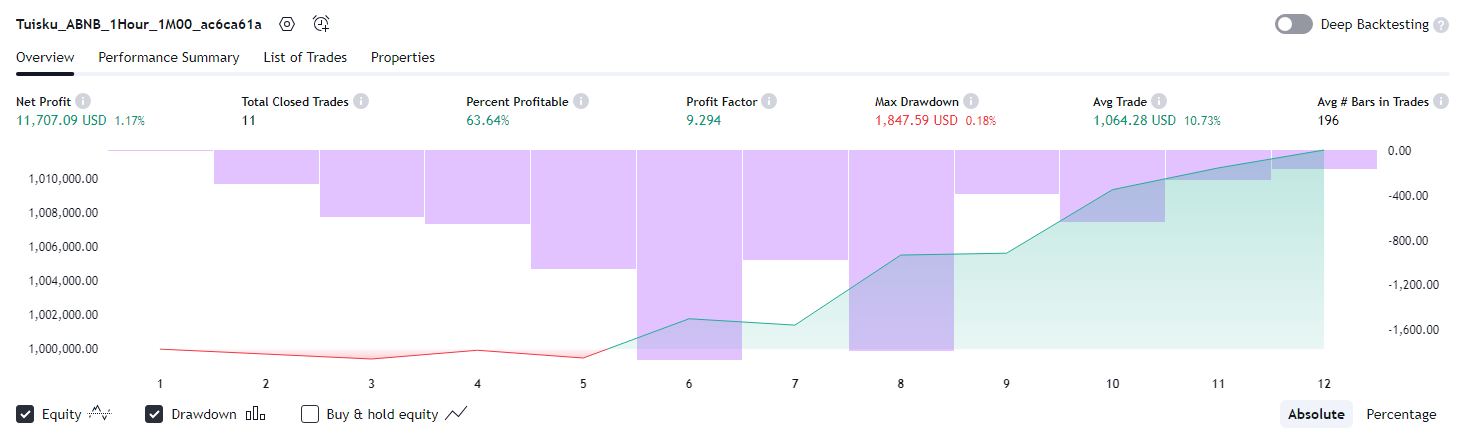 Tuisku_ABNB_1Hour_1M00_ac6ca61a
Deep Backtesting ?
Overview Performance Summary List of Trades Properties
Net Profit i Total Closed Trades i Percent Profitable i Profit Factor i Max Drawdown i Avg Trade i Avg # Bars in Trades i
11,707.09 USD 1.17% 11 63.64% 9.294 1,847.59 USD 0.18% 1,064.28 USD 10.73% 196
0.00
1,010,000.00
-400.00
1,008,000.00
-800.00
1,006,000.00
1,004,000.00
-1,200.00
1,002,000.00
-1,600.00
1,000,000.00
1 2 3 4 5 6 7 8 9 10 11 12
Equity Drawdown Buy & hold equity Absolute Percentage